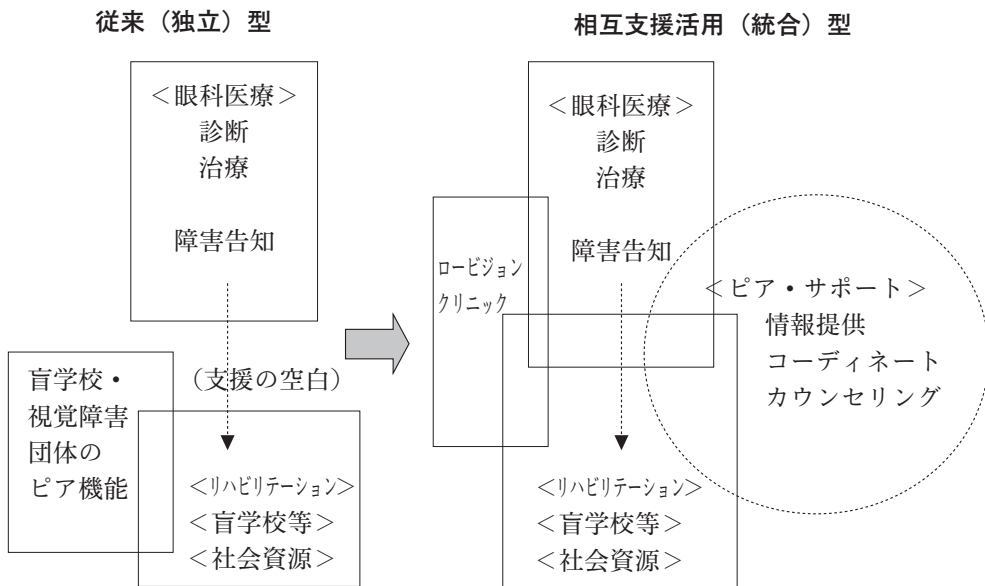 従来（独立）型
＜眼科医療＞
診断
治療
障害告知
（支援の空白）
盲学校・
視覚障害
団体の
ピア機能
＜リハビリテーション＞
＜盲学校等＞
＜社会資源＞
相互支援活用（統合）型
＜眼科医療＞
診断
治療
障害告知
ロービジョン
クリニック
＜ピア・サポート＞
情報提供
コーディネート
カウンセリング
＜リハビリテーション＞
＜盲学校等＞
＜社会資源＞